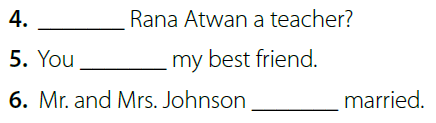 4. ________ Rana Atwan a teacher?
5. You ________ my best friend.
6. Mr. and Mrs. Johnson ________ married.